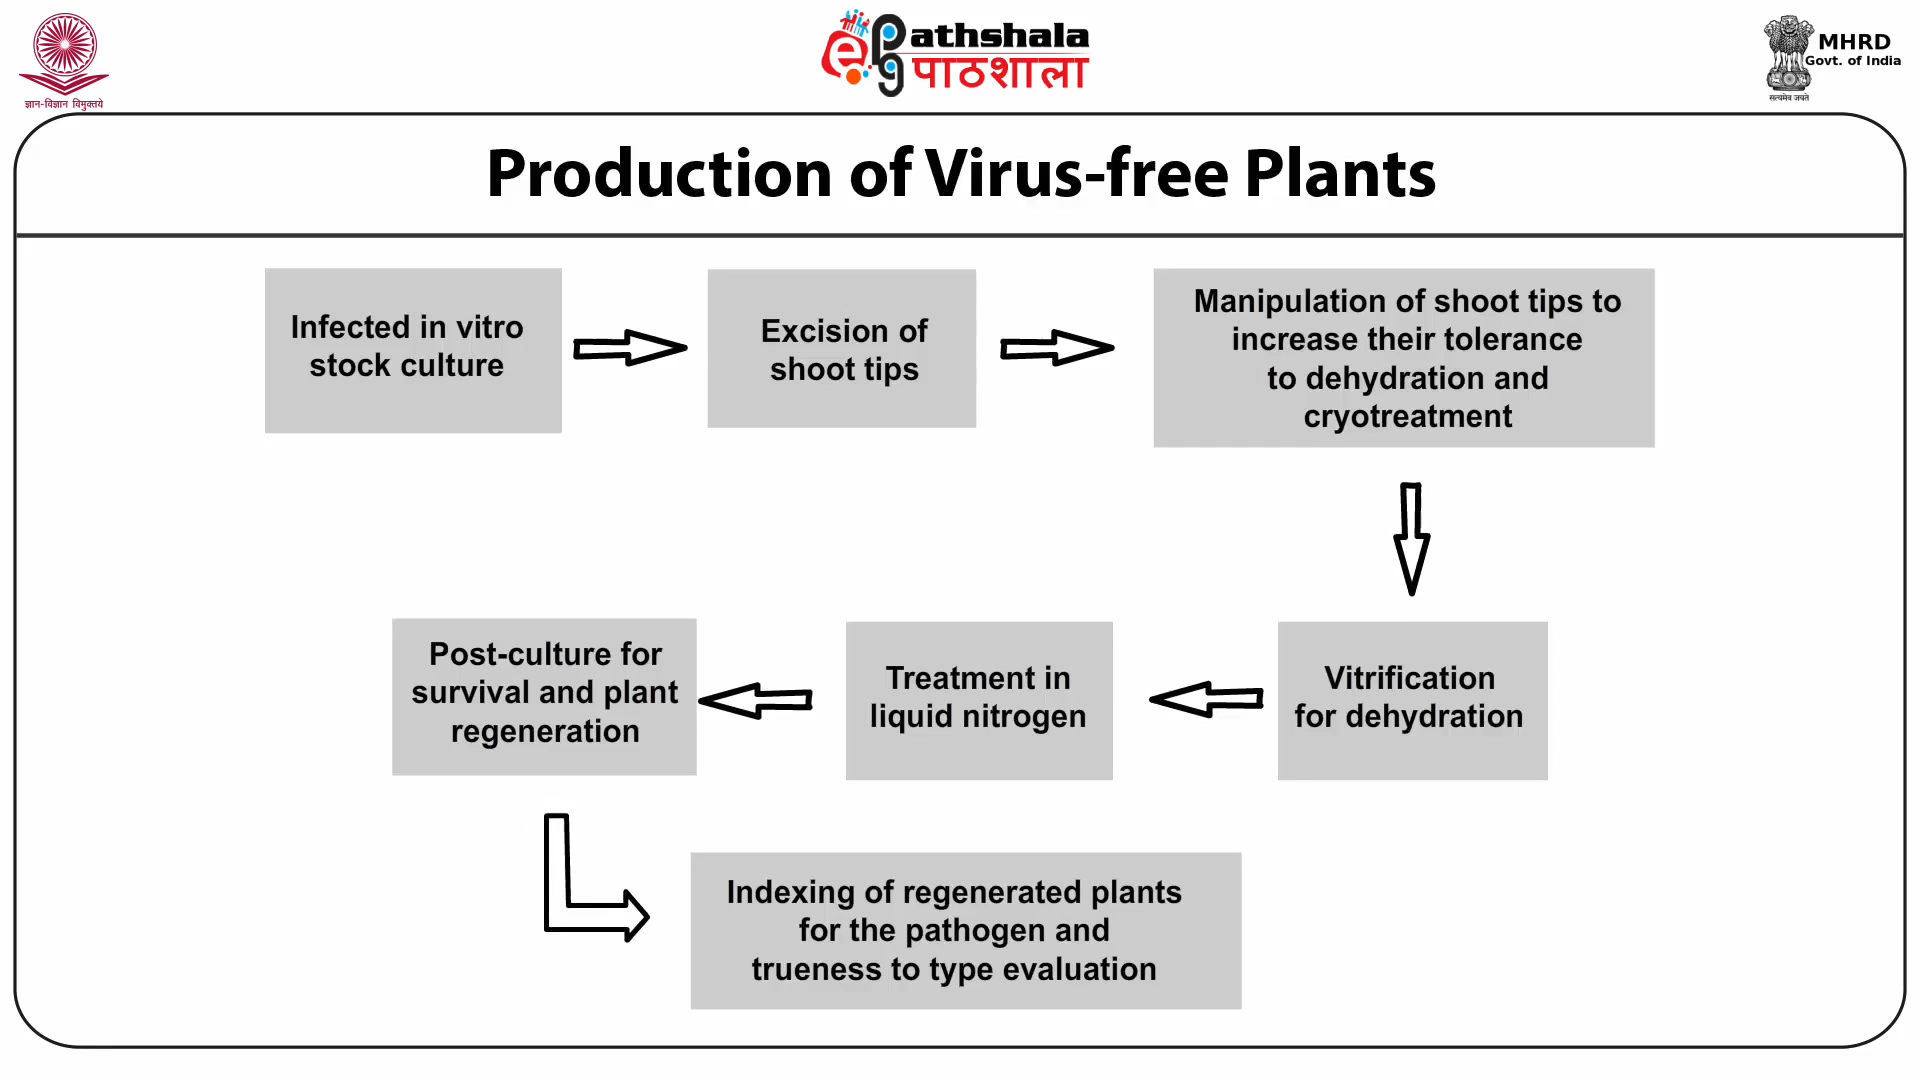 ज्ञान-विज्ञान विमुक्तये
ePathshala
पाठशाला
MHRD
Govt. of India
सत्यमेव जयते
Production of Virus-free Plants
Infected in vitro
stock culture
Excision of
shoot tips
Manipulation of shoot tips to
increase their tolerance
to dehydration and
cryotreatment
Vitrification
for dehydration
Treatment in
liquid nitrogen
Post-culture for
survival and plant
regeneration
Indexing of regenerated plants
for the pathogen and
trueness to type evaluation